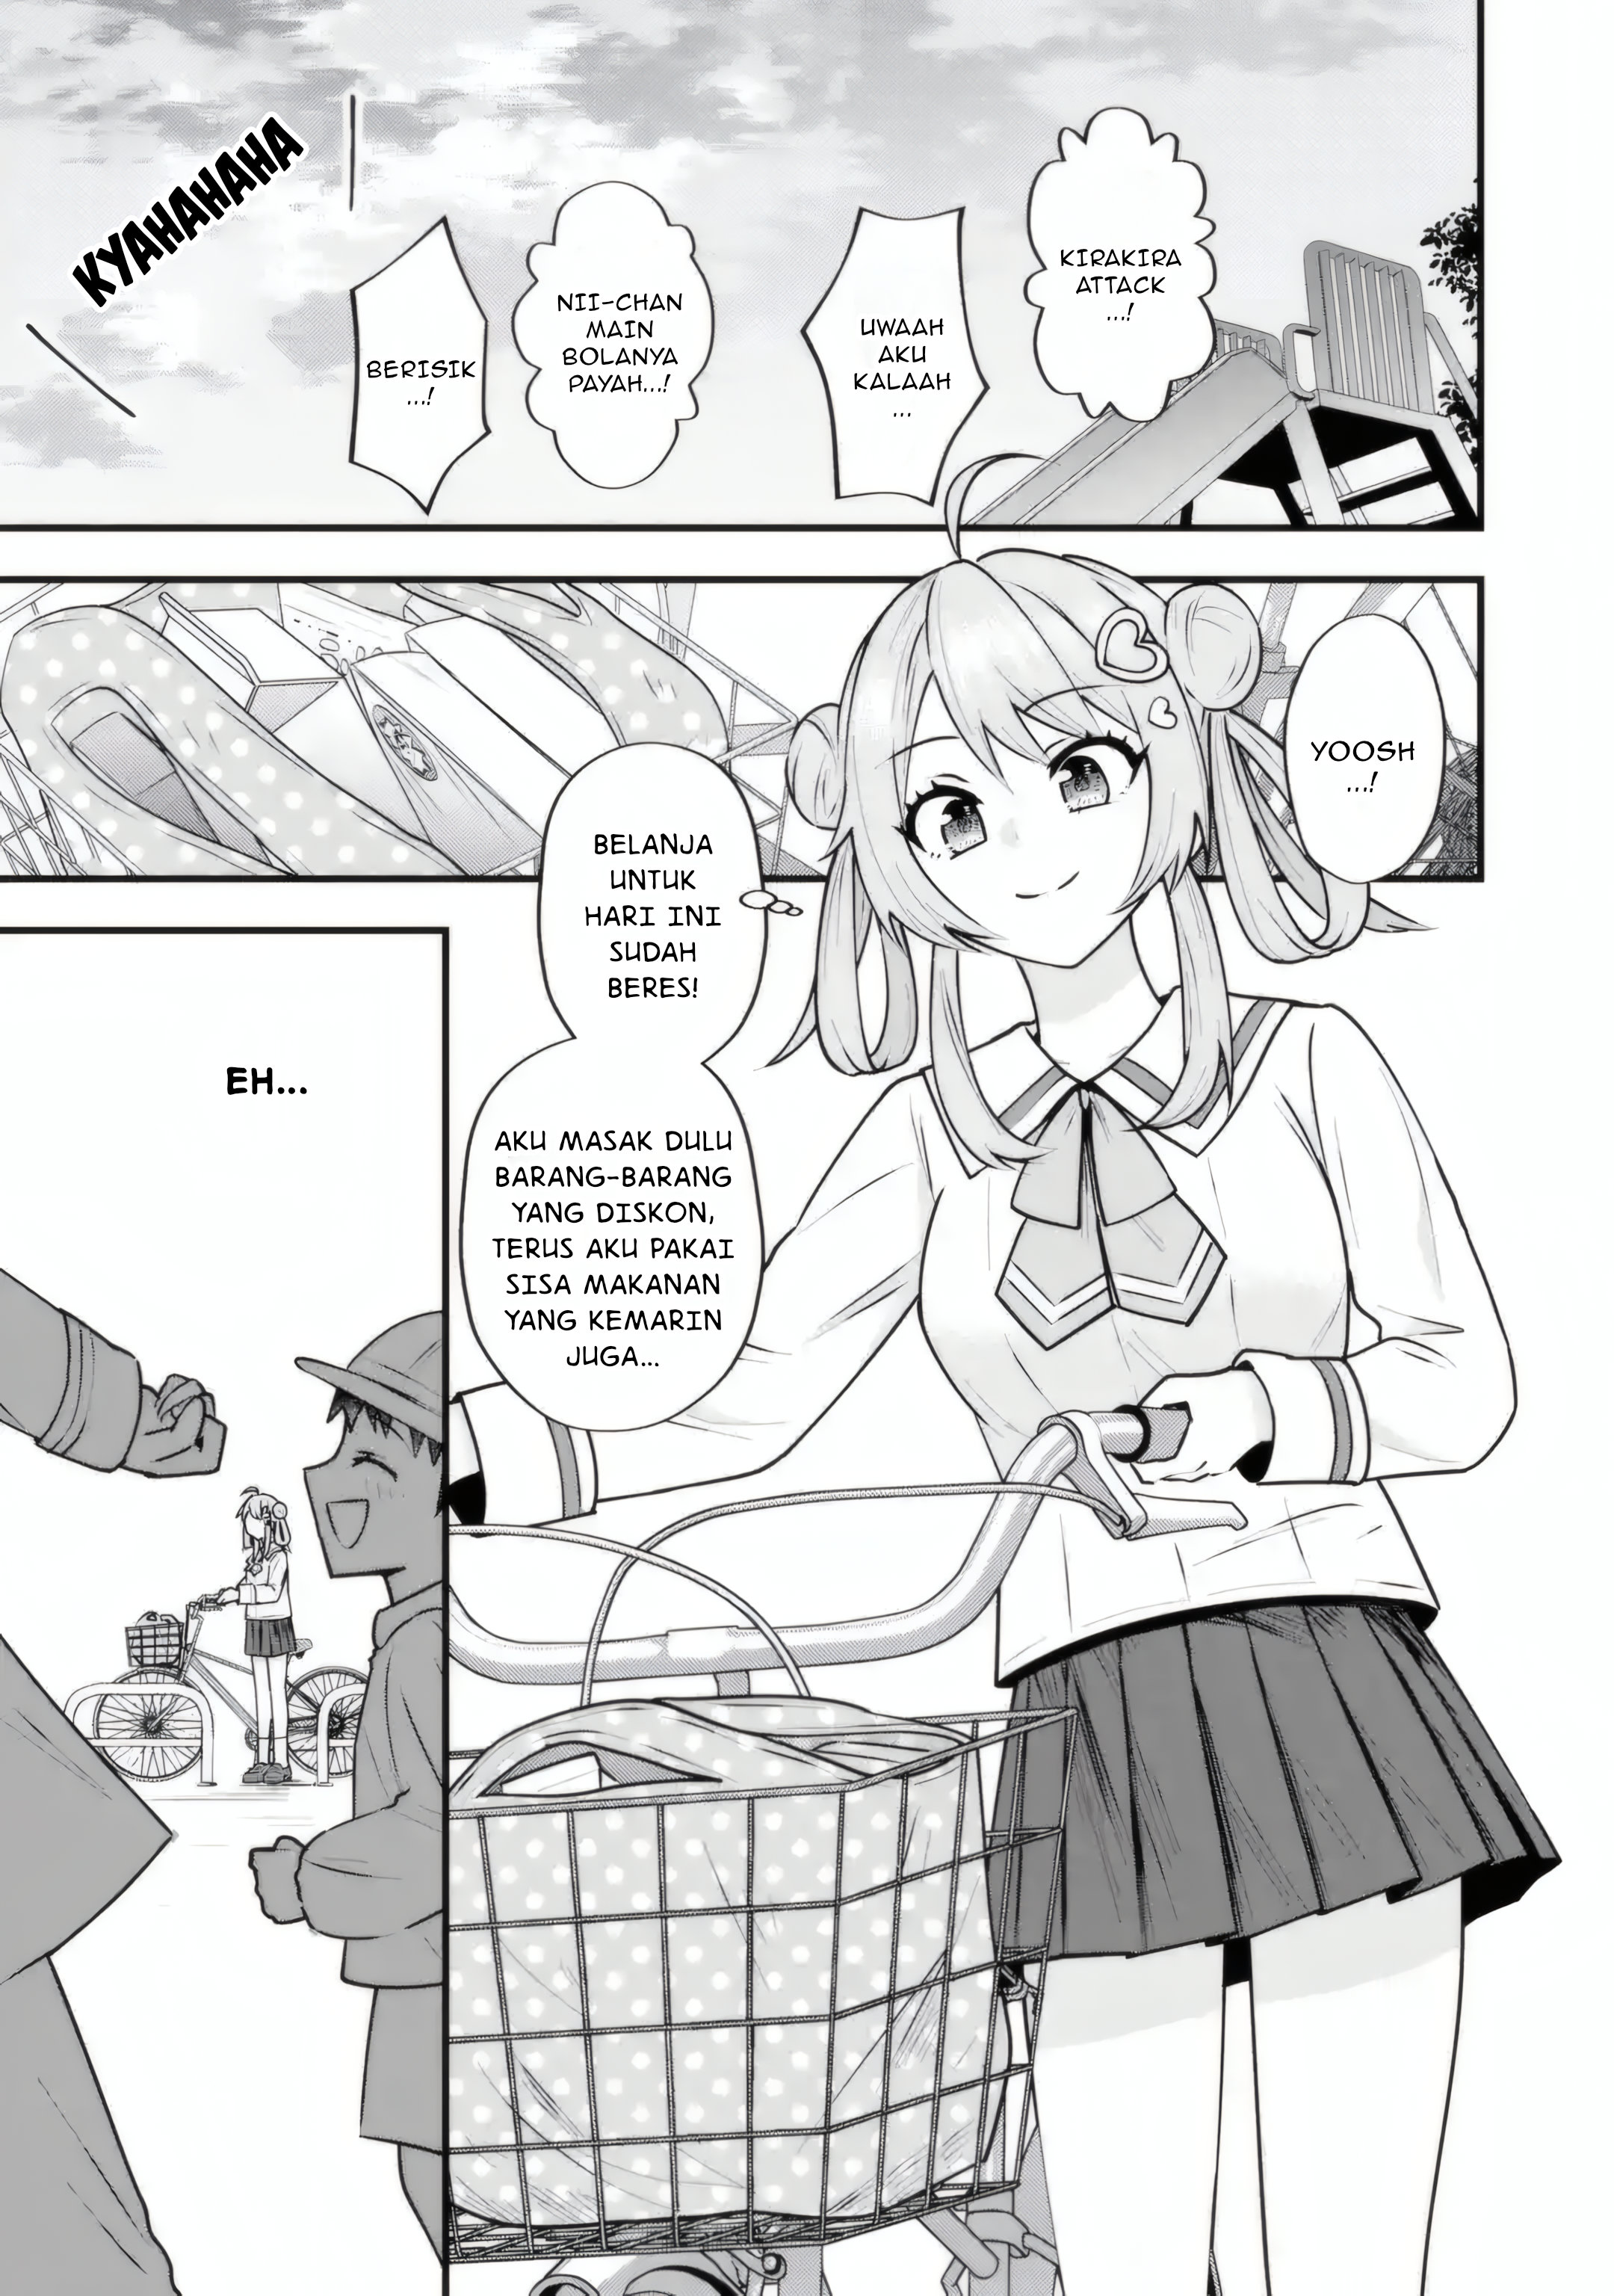 KIRAKIRA
ATTACK
...!
UWAAH
AKU
KALAAH
...
NII-CHAN
MAIN
BOLANYA
PAYAH...!
BERISIK
...!
KYAHAHAHA
YOOSH
...!
BELANJA
UNTUK
HARI INI
SUDAH
BERES!
AKU MASAK DULU
BARANG-BARANG
YANG DISKON,
TERUS AKU PAKAI
SISA MAKANAN
YANG KEMARIN
JUGA...
EH...